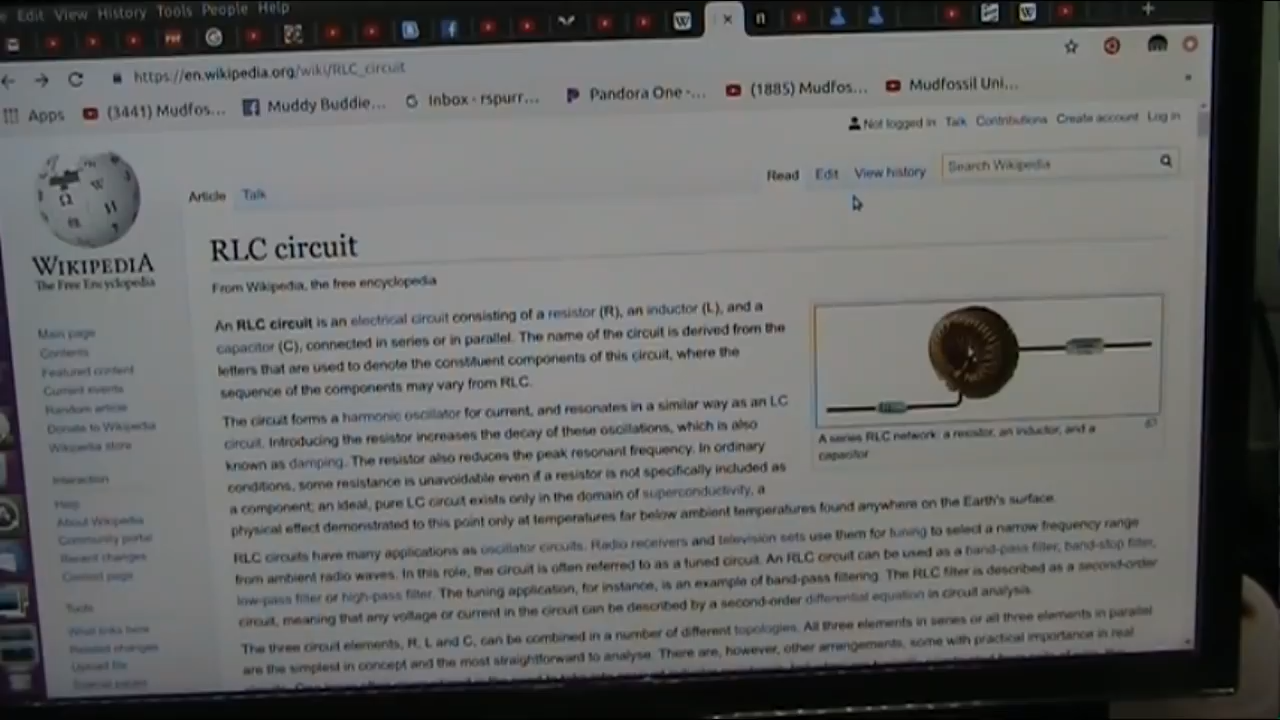 Edit View History Tools People Help
https://en.wikipedia.org/wiki/RLC_circuit
Apps (3441) Mudfos... Muddy Buddie... Inbox - rspurr... Pandora One -... (1885) Mudfos... Mudfossil Uni...
Not logged in Talk Contributions Create account Log in
Article Talk Read Edit View history Search Wikipedia
WIKIPEDIA
The Free Encyclopedia
Main page
Contents
Featured content
Current events
Random article
Donate to Wikipedia
Wikipedia store
Interaction
Help
About Wikipedia
Community portal
Recent changes
Contact page
Tools
What links here
Related changes
Upload file
Special pages
RLC circuit
From Wikipedia, the free encyclopedia
An RLC circuit is an electrical circuit consisting of a resistor (R), an inductor (L), and a
capacitor (C), connected in series or in parallel. The name of the circuit is derived from the
letters that are used to denote the constituent components of this circuit, where the
sequence of the components may vary from RLC.
The circuit forms a harmonic oscillator for current, and resonates in a similar way as an LC
circuit. Introducing the resistor increases the decay of these oscillations, which is also
known as damping. The resistor also reduces the peak resonant frequency. In ordinary
conditions, some resistance is unavoidable even if a resistor is not specifically included as
a component; an ideal, pure LC circuit exists only in the domain of superconductivity, a
physical effect demonstrated to this point only at temperatures far below ambient temperatures found anywhere on the Earth's surface.
RLC circuits have many applications as oscillator circuits. Radio receivers and television sets use them for tuning to select a narrow frequency range
from ambient radio waves. In this role, the circuit is often referred to as a tuned circuit. An RLC circuit can be used as a band-pass filter, band-stop filter,
low-pass filter or high-pass filter. The tuning application, for instance, is an example of band-pass filtering. The RLC filter is described as a second-order
circuit, meaning that any voltage or current in the circuit can be described by a second-order differential equation in circuit analysis.
The three circuit elements, R, L and C, can be combined in a number of different topologies. All three elements in series or all three elements in parallel
are the simplest in concept and the most straightforward to analyse. There are, however, other arrangements, some with practical importance in real
A series RLC network: a resistor, an inductor, and a
capacitor